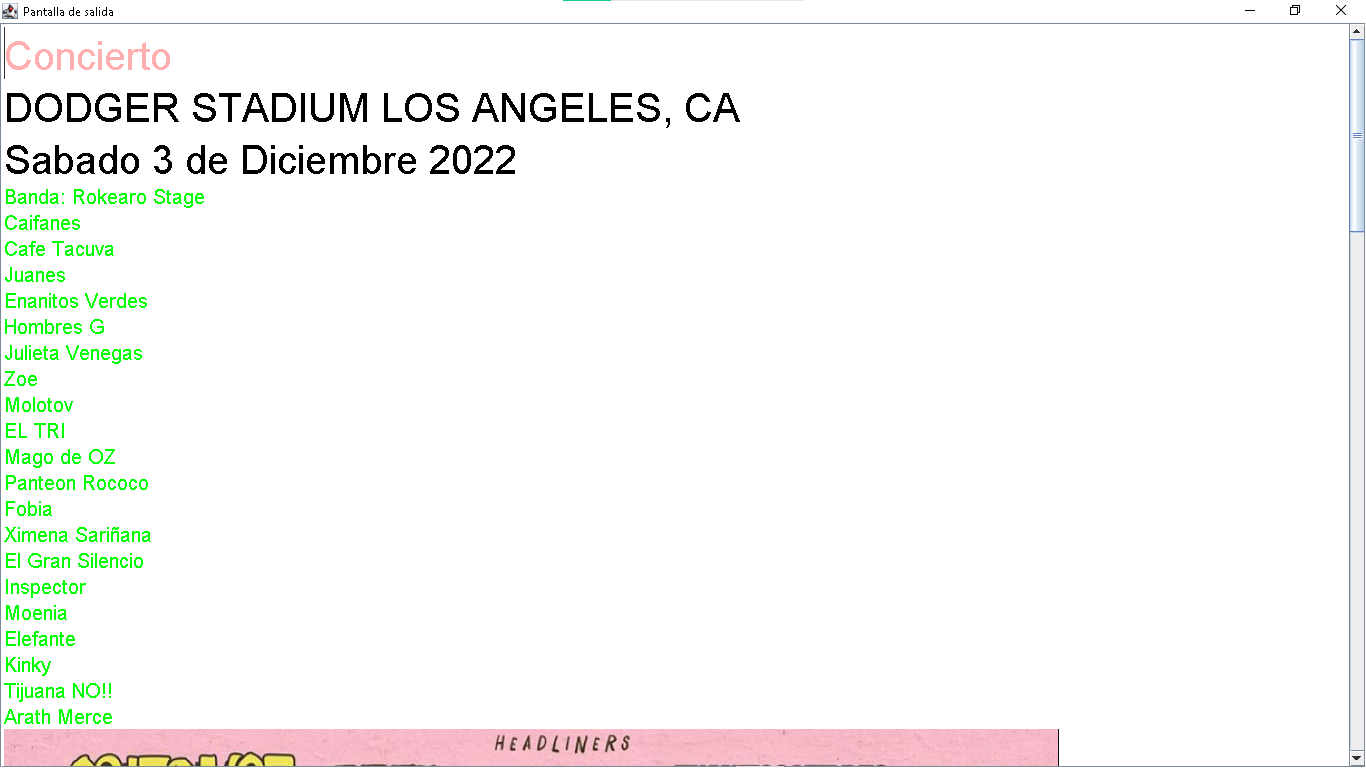 Pantalla de salida
Concierto
DODGER STADIUM LOS ANGELES, CA
Sabado 3 de Diciembre 2022
Banda: Rokearo Stage
Caifanes
Cafe Tacuva
Juanes
Enanitos Verdes
Hombres G
Julieta Venegas
Zoe
Molotov
EL TRI
Mago de OZ
Panteon Rococo
Fobia
Ximena Sariñana
El Gran Silencio
Inspector
Moenia
Elefante
Kinky
Tijuana NO!!
Arath Merce
HEADLINERS